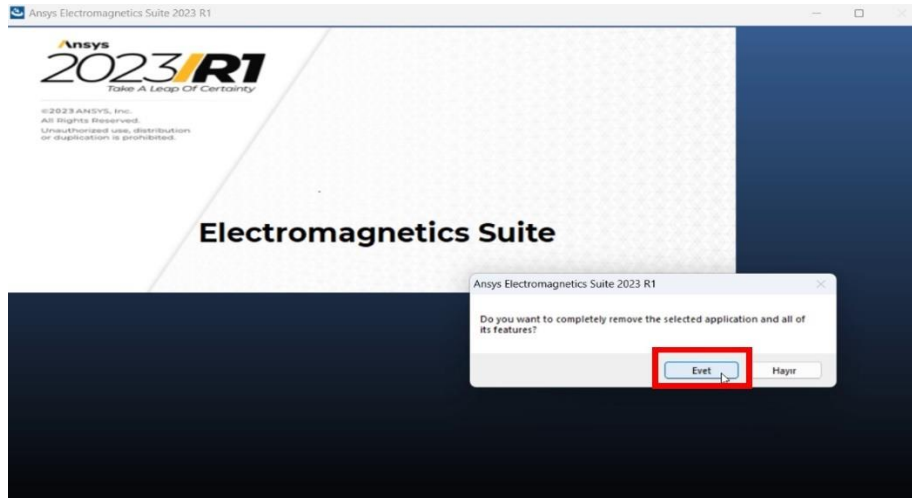 Ansys Electromagnetics Suite 2023 R1
Ansys
2023/R1
Take A Leap Of Certainty
©2023 ANSYS, Inc.
All Rights Reserved.
Unauthorized use, distribution
or duplication is prohibited.
Electromagnetics Suite
Ansys Electromagnetics Suite 2023 R1
Do you want to completely remove the selected application and all of
its features?
Evet Hayır